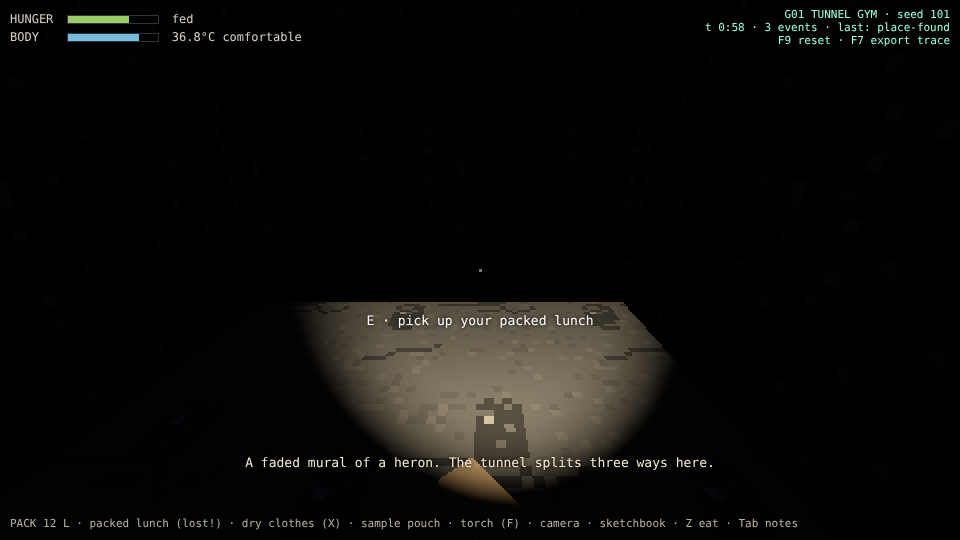 HUNGER fed
BODY 36.8°C comfortable
G01 TUNNEL GYM · seed 101
t 0:58 · 3 events · last: place-found
F9 reset · F7 export trace
E · pick up your packed lunch
A faded mural of a heron. The tunnel splits three ways here.
PACK 12 L · packed lunch (lost!) · dry clothes (X) · sample pouch · torch (F) · camera · sketchbook · Z eat · Tab notes